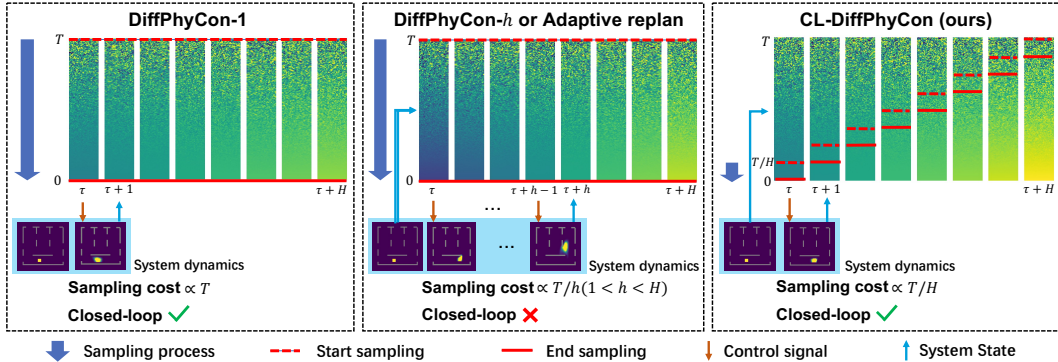 DiffPhyCon-1
T
0
τ
τ + 1
τ + H
System dynamics
Sampling cost ∝ T
Closed-loop ✓
DiffPhyCon-h or Adaptive replan
T
0
τ
τ + h − 1
τ + h
τ + H
...
...
System dynamics
Sampling cost ∝ T/h(1 < h < H)
Closed-loop ✗
CL-DiffPhyCon (ours)
T
T/H
0
τ
τ + 1
τ + H
System dynamics
Sampling cost ∝ T/H
Closed-loop ✓
Sampling process
Start sampling
End sampling
Control signal
System State